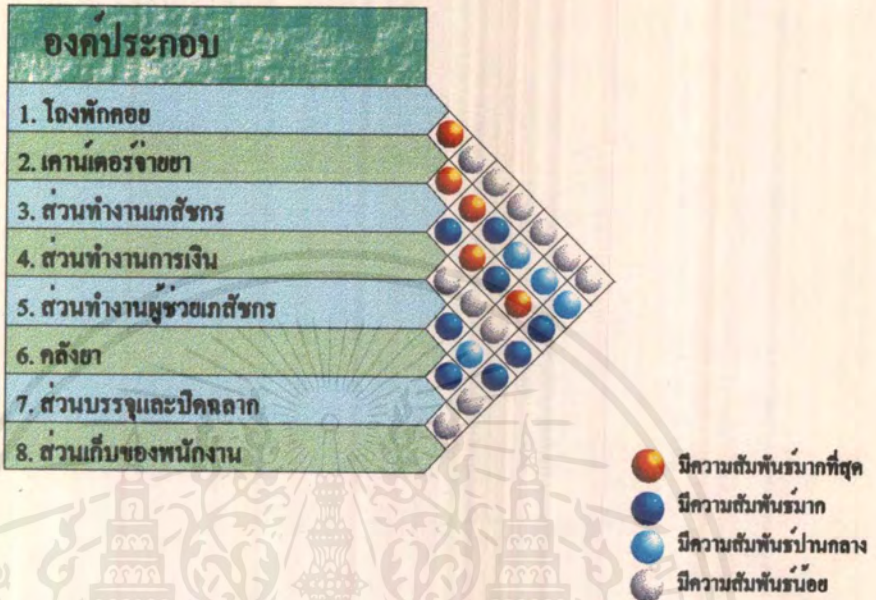 องค์ประกอบ
1. โถงพักคอย
2. เคาน์เตอร์จ่ายยา
3. ส่วนทำงานเภสัชกร
4. ส่วนทำงานการเงิน
5. ส่วนทำงานผู้ช่วยเภสัชกร
6. คลังยา
7. ส่วนบรรจุและปิดฉลาก
8. ส่วนเก็บของพนักงาน
มีความสัมพันธ์มากที่สุด
มีความสัมพันธ์มาก
มีความสัมพันธ์ปานกลาง
มีความสัมพันธ์น้อย